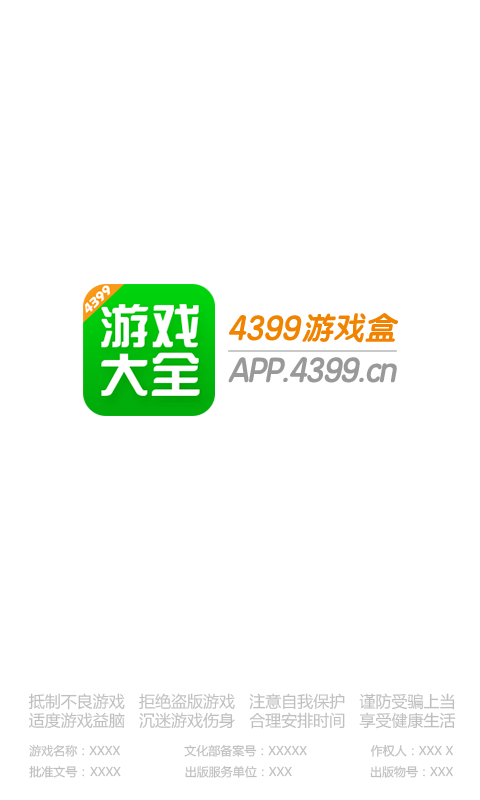 4399
游戏
大全
4399游戏盒
APP.4399.cn
抵制不良游戏 拒绝盗版游戏 注意自我保护 谨防受骗上当
适度游戏益脑 沉迷游戏伤身 合理安排时间 享受健康生活
游戏名称：XXXX 文化部备案号：XXXXX 作权人：XXX X
批准文号：XXXX 出版服务单位：XXX 出版物号：XXX